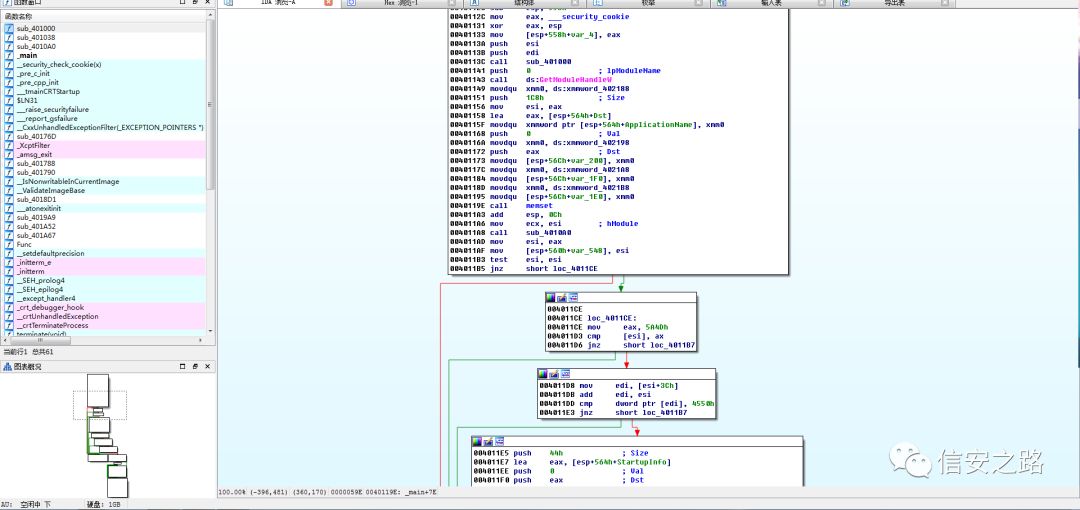 函数窗口
IDA 浏览-A
Hex 浏览-1
结构体
枚举
输入表
导出表
函数名称
sub_401000
sub_401038
sub_4010A0
_main
__security_check_cookie(x)
_pre_c_init
_pre_cpp_init
___tmainCRTStartup
$LN31
___raise_securityfailure
___report_gsfailure
__CxxUnhandledExceptionFilter(_EXCEPTION_POINTERS *)
sub_40176D
_XcptFilter
_amsg_exit
sub_401788
sub_401790
__IsNonwritableInCurrentImage
__ValidateImageBase
sub_4018D1
___atonexitinit
sub_4019A9
sub_401A52
sub_401A67
Func
__setdefaultprecision
_initterm_e
_initterm
__SEH_prolog4
__SEH_epilog4
__except_handler4
_crt_debugger_hook
__crtUnhandledException
__crtTerminateProcess
terminate(void)
当前行1 总共61
图表概况
0040112C mov eax, ___security_cookie
00401131 xor eax, esp
00401133 mov [esp+558h+var_4], eax
0040113A push esi
0040113B push edi
0040113C call sub_401000
00401141 push 0 ; lpModuleName
00401143 call ds:GetModuleHandleW
00401149 movdqu xmm0, ds:xmmword_402188
00401151 push 1C8h ; Size
00401156 mov esi, eax
00401158 lea eax, [esp+564h+Dst]
0040115F movdqu xmmword ptr [esp+564h+ApplicationName], xmm0
00401168 push 0 ; Val
0040116A movdqu xmm0, ds:xmmword_402198
00401172 push eax ; Dst
00401173 movdqu [esp+56Ch+var_200], xmm0
0040117C movdqu xmm0, ds:xmmword_4021A8
00401184 movdqu [esp+56Ch+var_1F0], xmm0
0040118D movdqu xmm0, ds:xmmword_4021B8
00401195 movdqu [esp+56Ch+var_1E0], xmm0
0040119E call memset
004011A3 add esp, 0Ch
004011A6 mov ecx, esi ; hModule
004011A8 call sub_4010A0
004011AD mov esi, eax
004011AF mov [esp+560h+var_548], esi
004011B3 test esi, esi
004011B5 jnz short loc_4011CE
004011CE
004011CE loc_4011CE:
004011CE mov eax, 5A4Dh
004011D3 cmp [esi], ax
004011D6 jnz short loc_4011B7
004011D8 mov edi, [esi+3Ch]
004011DB add edi, esi
004011DD cmp dword ptr [edi], 4550h
004011E3 jnz short loc_4011B7
004011E5 push 44h ; Size
004011E7 lea eax, [esp+564h+StartupInfo]
004011EE push 0 ; Val
004011F0 push eax ; Dst
信安之路
100.00% (-396,481) (360,170) 0000059E 0040119E: _main+7E
AU: 空闲中 下 硬盘: 1GB